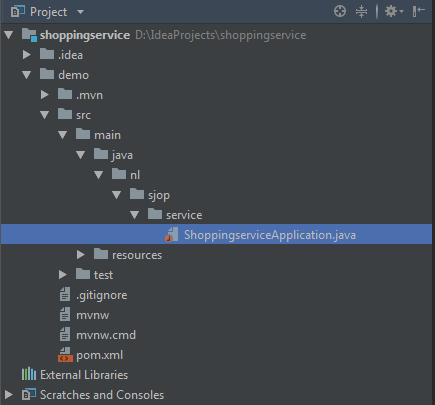 Project
shoppingservice D:\IdeaProjects\shoppingservice
.idea
demo
.mvn
src
main
java
nl
sjop
service
ShoppingserviceApplication.java
resources
test
.gitignore
mvnw
mvnw.cmd
pom.xml
External Libraries
Scratches and Consoles